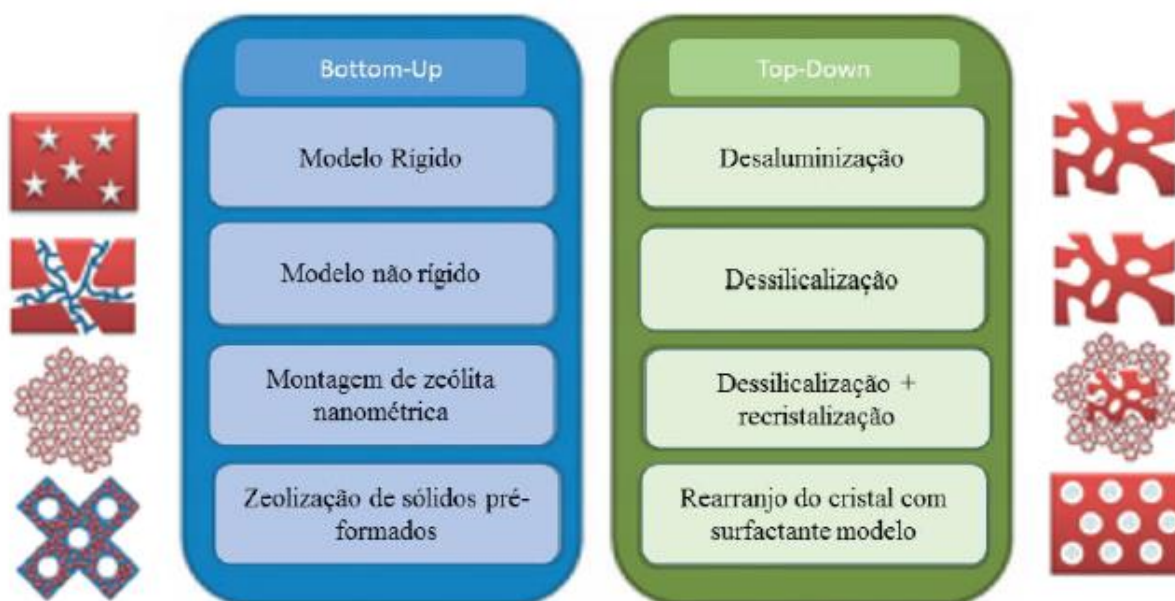 Bottom-Up
Modelo Rígido
Modelo não rígido
Montagem de zeólita
nanométrica
Zeolização de sólidos pré-
formados
Top-Down
Desaluminização
Dessilicalização
Dessilicalização +
recristalização
Rearranjo do cristal com
surfactante modelo